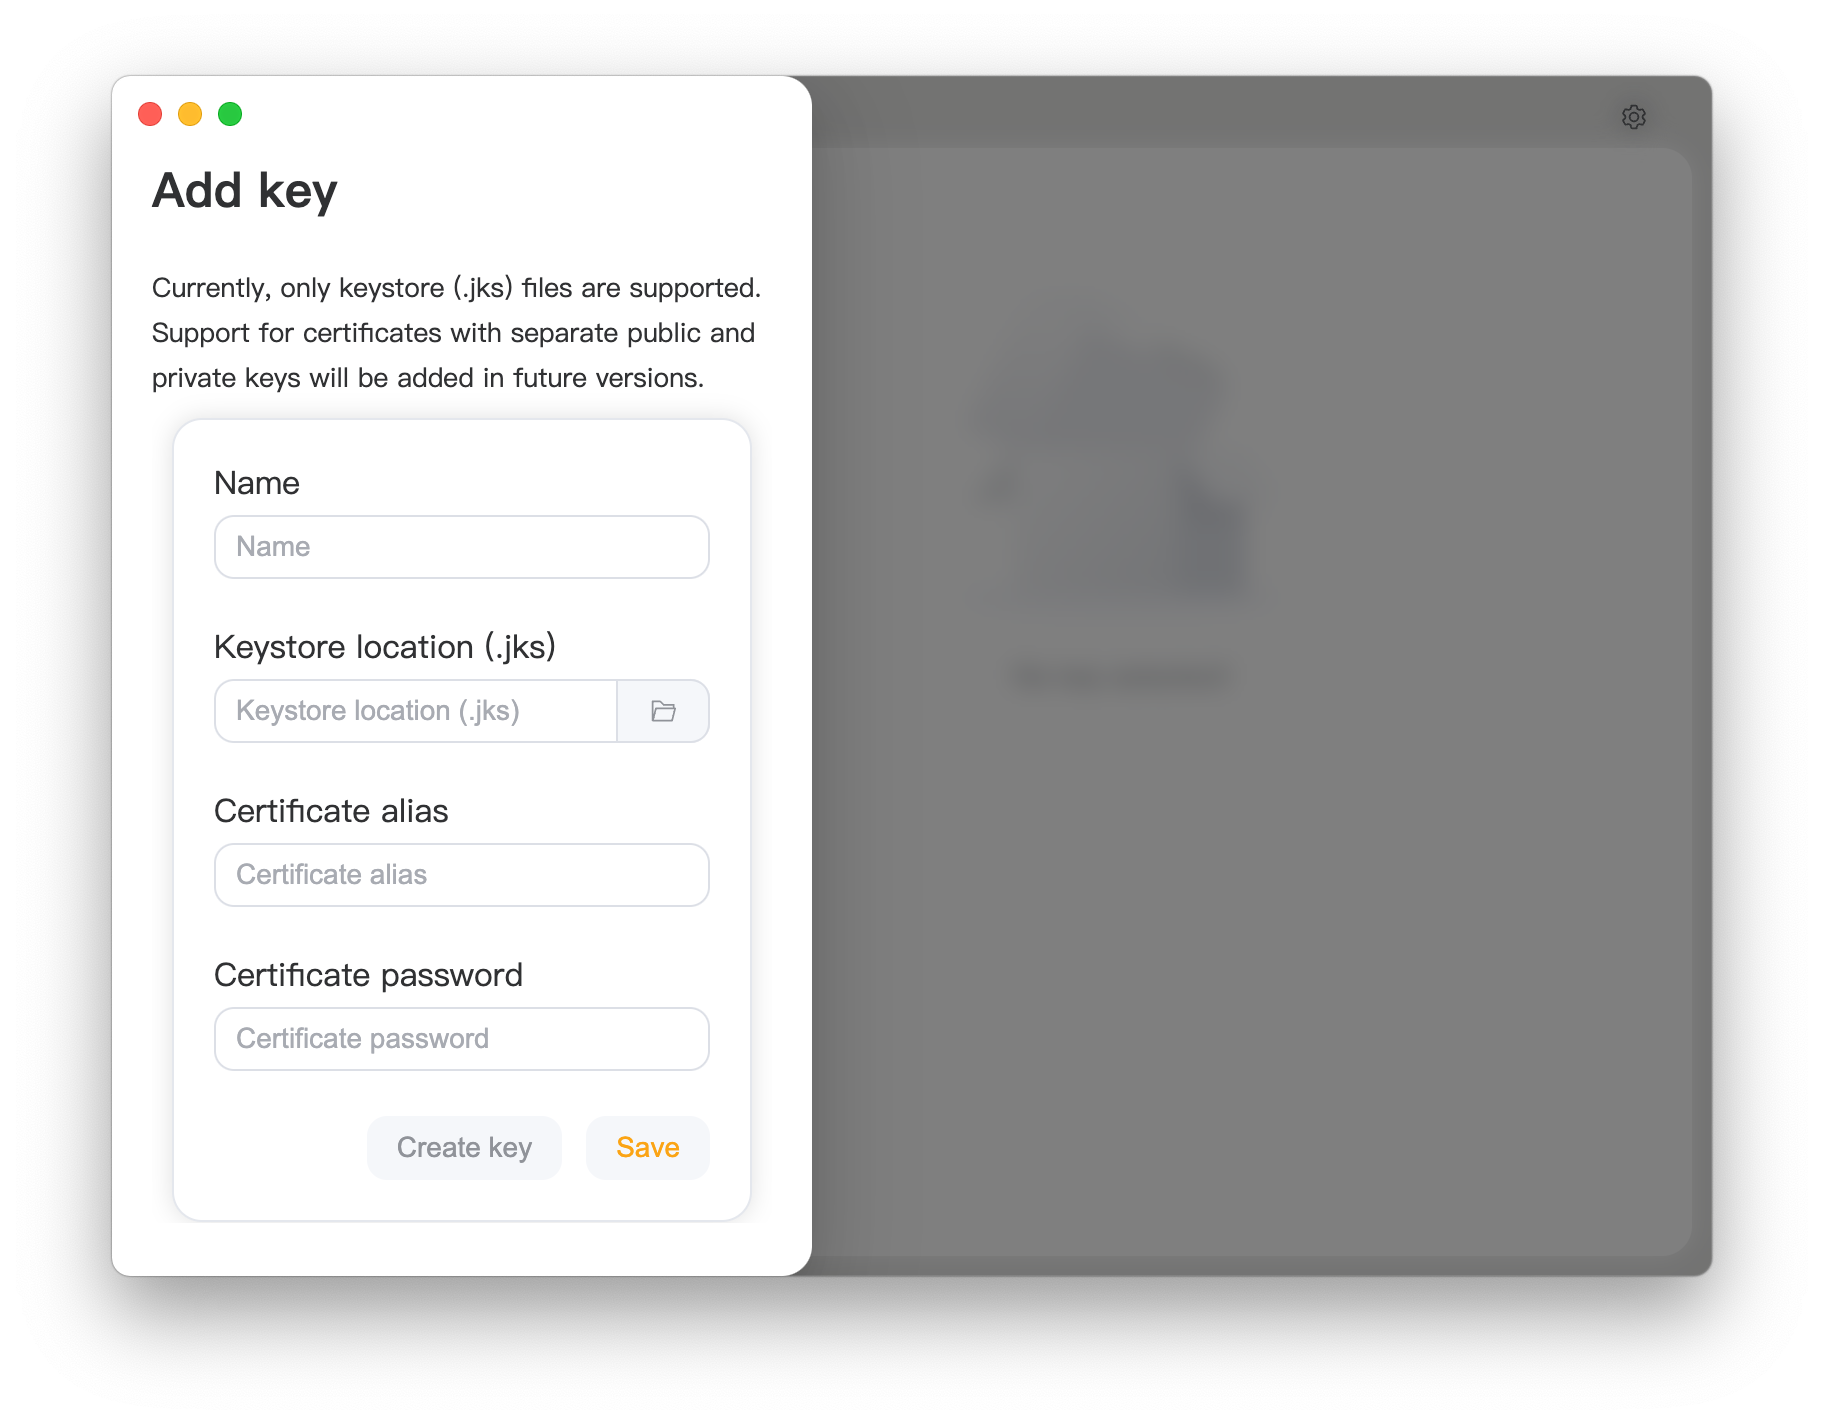 Add key
Currently, only keystore (.jks) files are supported.
Support for certificates with separate public and
private keys will be added in future versions.
Name
Name
Keystore location (.jks)
Keystore location (.jks)
Certificate alias
Certificate alias
Certificate password
Certificate password
Create key Save